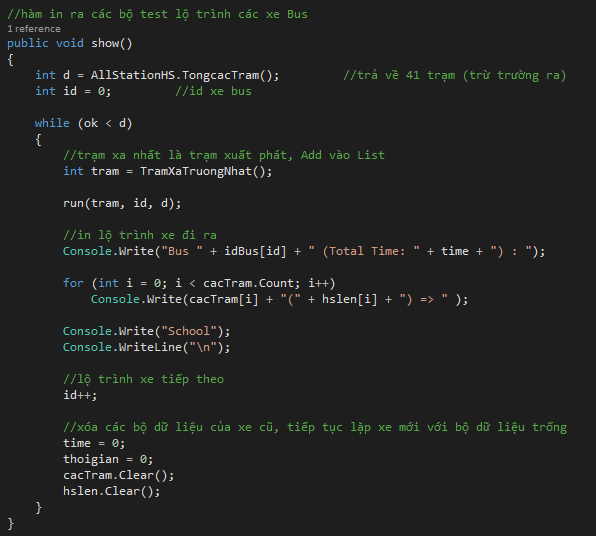 //hàm in ra các bộ test lộ trình các xe Bus
1 reference
public void show()
{
    int d = AllStationHS.TongcacTram();         //trả về 41 trạm (trừ trường ra)
    int id = 0;         //id xe bus

    while (ok < d)
    {
        //trạm xa nhất là trạm xuất phát, Add vào List
        int tram = TramXaTruongNhat();

        run(tram, id, d);

        //in lộ trình xe đi ra
        Console.Write("Bus " + idBus[id] + " (Total Time: " + time + ") : ");

        for (int i = 0; i < cacTram.Count; i++)
            Console.Write(cacTram[i] + "(" + hslen[i] + ") => " );

        Console.Write("School");
        Console.WriteLine("\n");

        //lộ trình xe tiếp theo
        id++;

        //xóa các bộ dữ liệu của xe cũ, tiếp tục lặp xe mới với bộ dữ liệu trống
        time = 0;
        thoigian = 0;
        cacTram.Clear();
        hslen.Clear();
    }
}